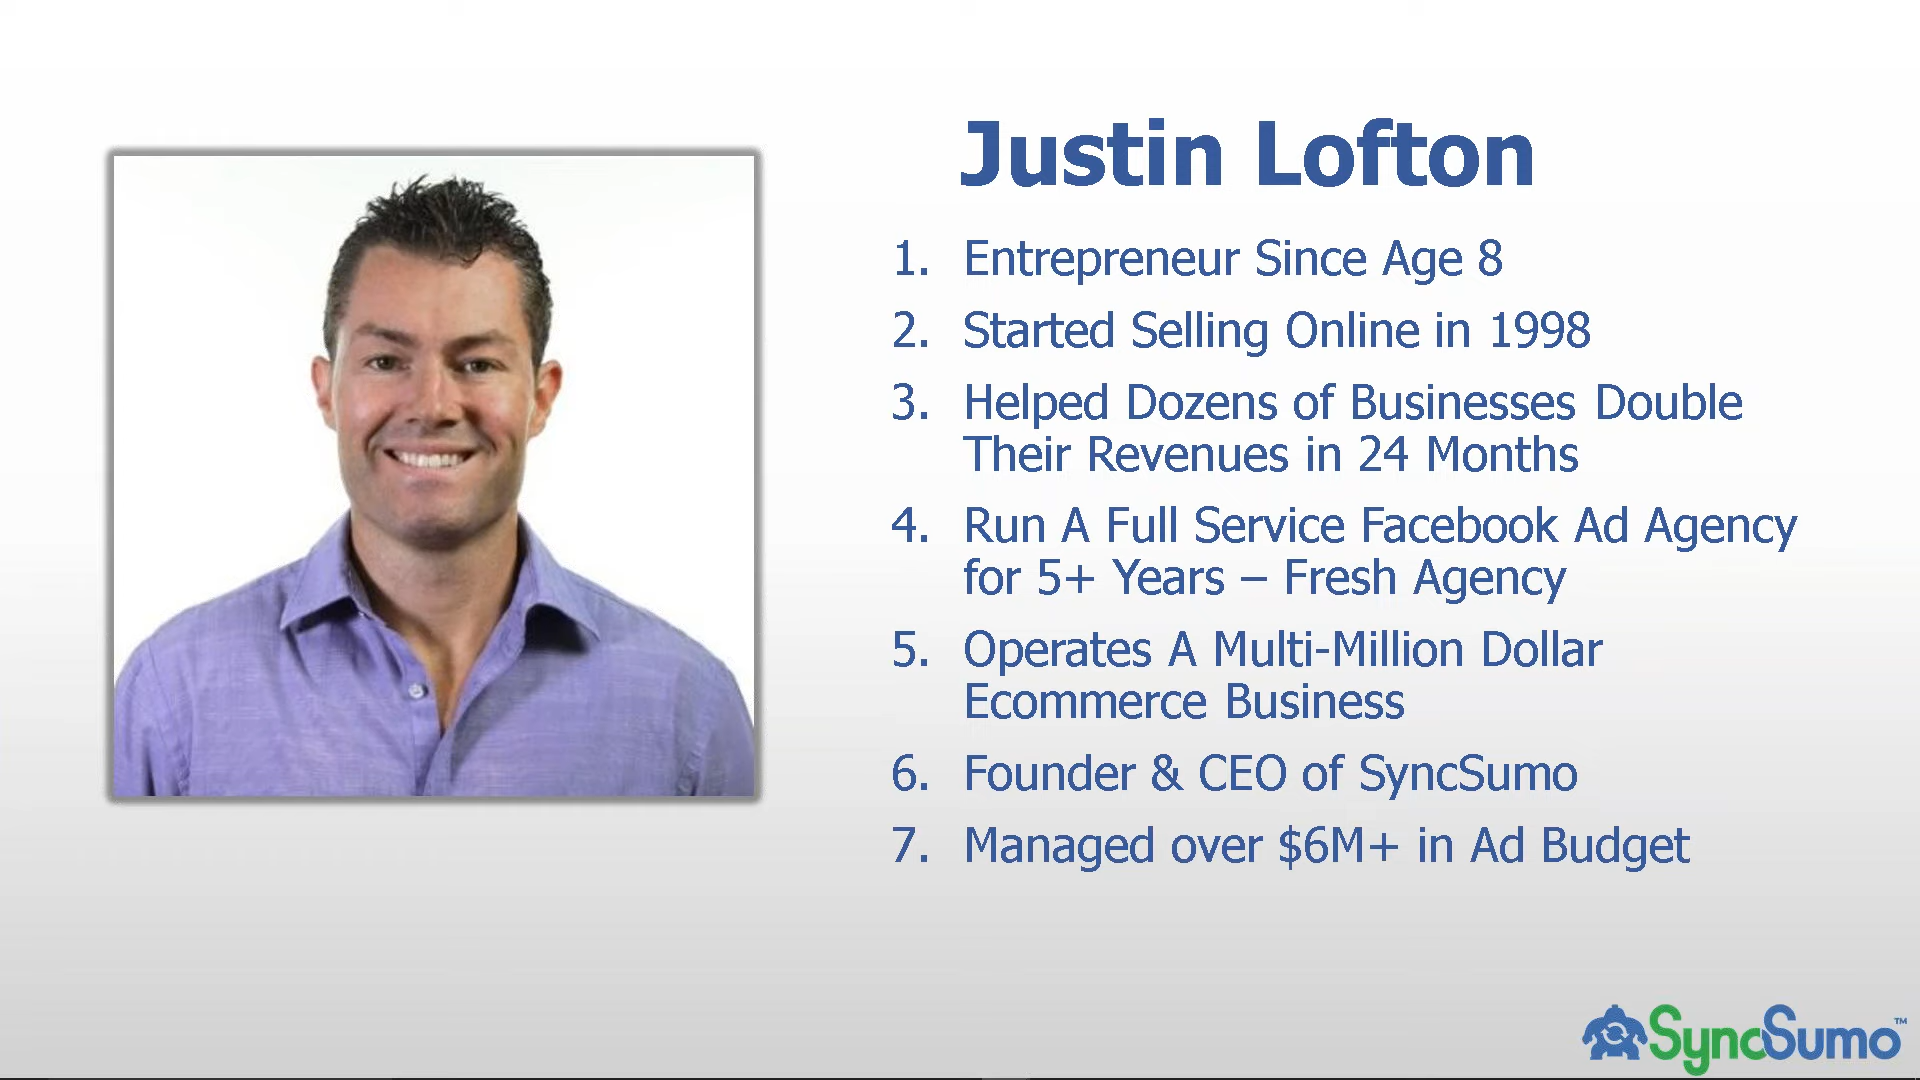 Justin Lofton
1. Entrepreneur Since Age 8
2. Started Selling Online in 1998
3. Helped Dozens of Businesses Double
Their Revenues in 24 Months
4. Run A Full Service Facebook Ad Agency
for 5+ Years – Fresh Agency
5. Operates A Multi-Million Dollar
Ecommerce Business
6. Founder & CEO of SyncSumo
7. Managed over $6M+ in Ad Budget
SyncSumo™